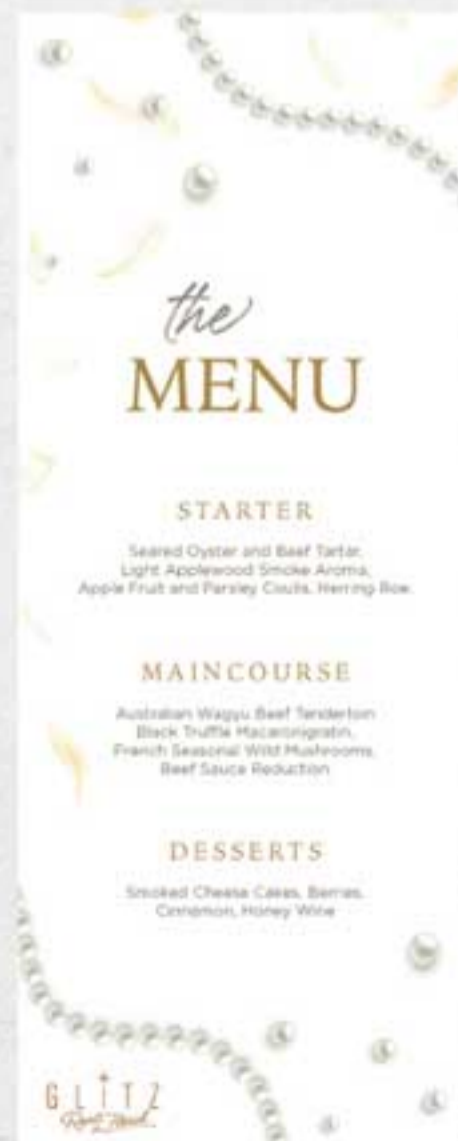 the
MENU
STARTER
Seared Oyster and Beef Tartar,
Light Applewood Smoke Aroma,
Apple Fruit and Parsley Coulis, Herring Roe.
MAINCOURSE
Australian Wagyu Beef Tenderloin
Black Truffle Macaronigratin,
French Seasonal Wild Mushrooms,
Beef Sauce Reduction
DESSERTS
Smoked Cheese Cakes, Berries,
Cinnamon, Honey Wine
GLITZ